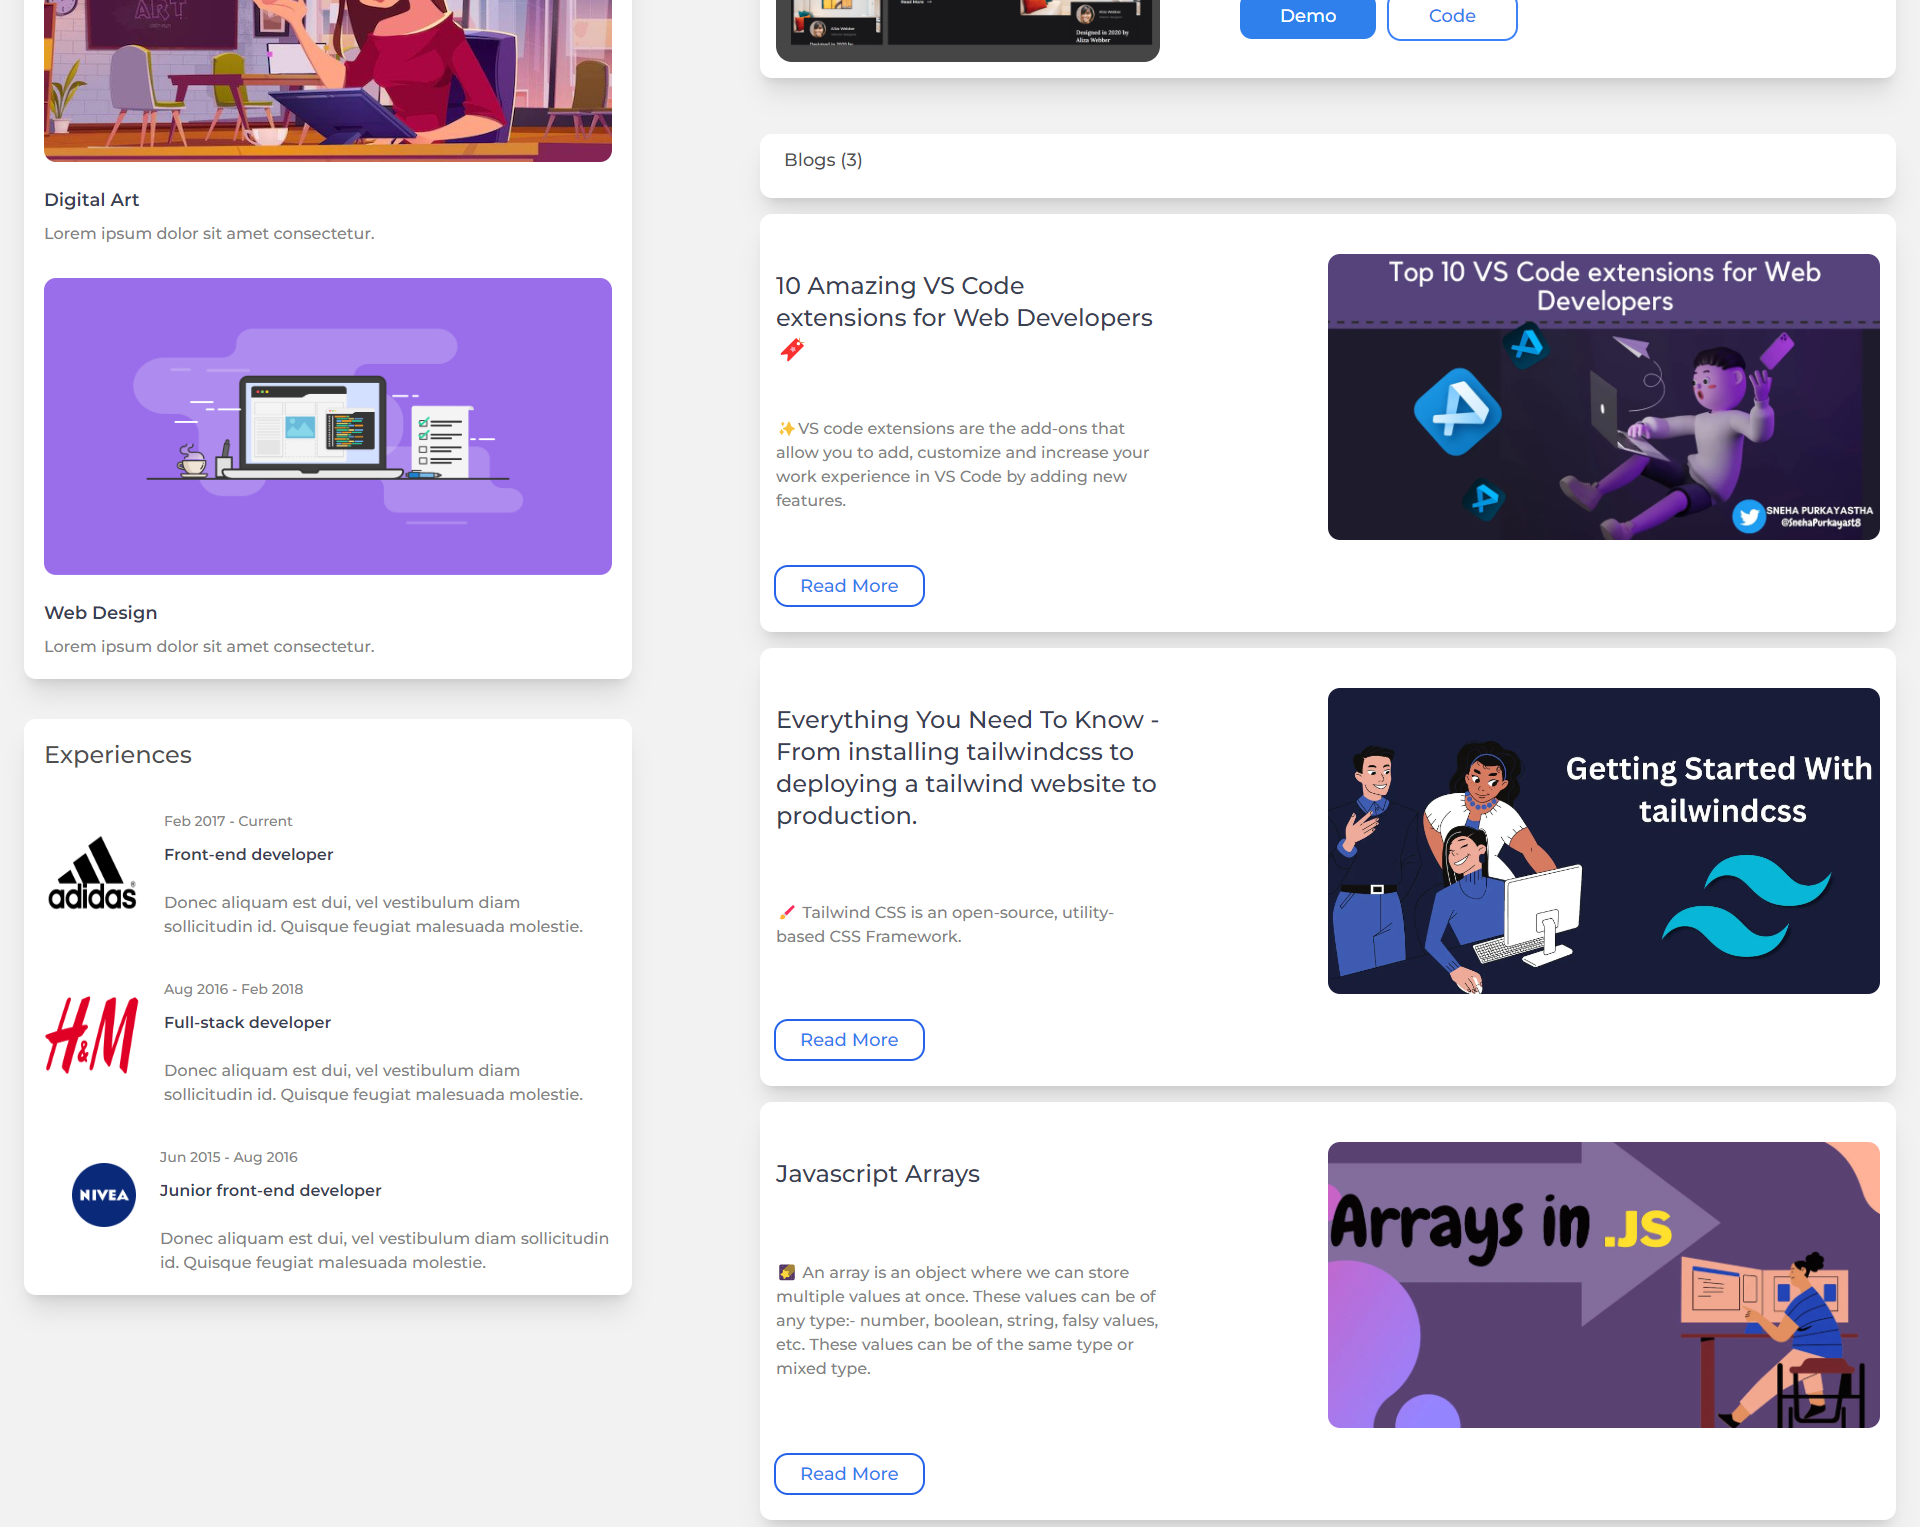 ART
Digital Art
Lorem ipsum dolor sit amet consectetur.
Web Design
Lorem ipsum dolor sit amet consectetur.
Experiences
adidas
Feb 2017 - Current
Front-end developer
Donec aliquam est dui, vel vestibulum diam
sollicitudin id. Quisque feugiat malesuada molestie.
H&M
Aug 2016 - Feb 2018
Full-stack developer
Donec aliquam est dui, vel vestibulum diam
sollicitudin id. Quisque feugiat malesuada molestie.
NIVEA
Jun 2015 - Aug 2016
Junior front-end developer
Donec aliquam est dui, vel vestibulum diam sollicitudin
id. Quisque feugiat malesuada molestie.
Read More
Designed in 2020 by
Aliza Webber
Demo
Code
Blogs (3)
10 Amazing VS Code
extensions for Web Developers
✨VS code extensions are the add-ons that
allow you to add, customize and increase your
work experience in VS Code by adding new
features.
Read More
Top 10 VS Code extensions for Web
Developers
SNEHA PURKAYASTHA
@SnehaPurkayast8
Everything You Need To Know -
From installing tailwindcss to
deploying a tailwind website to
production.
🖌️ Tailwind CSS is an open-source, utility-
based CSS Framework.
Read More
Getting Started With
tailwindcss
Javascript Arrays
🌠 An array is an object where we can store
multiple values at once. These values can be of
any type:- number, boolean, string, falsy values,
etc. These values can be of the same type or
mixed type.
Read More
Arrays in .JS